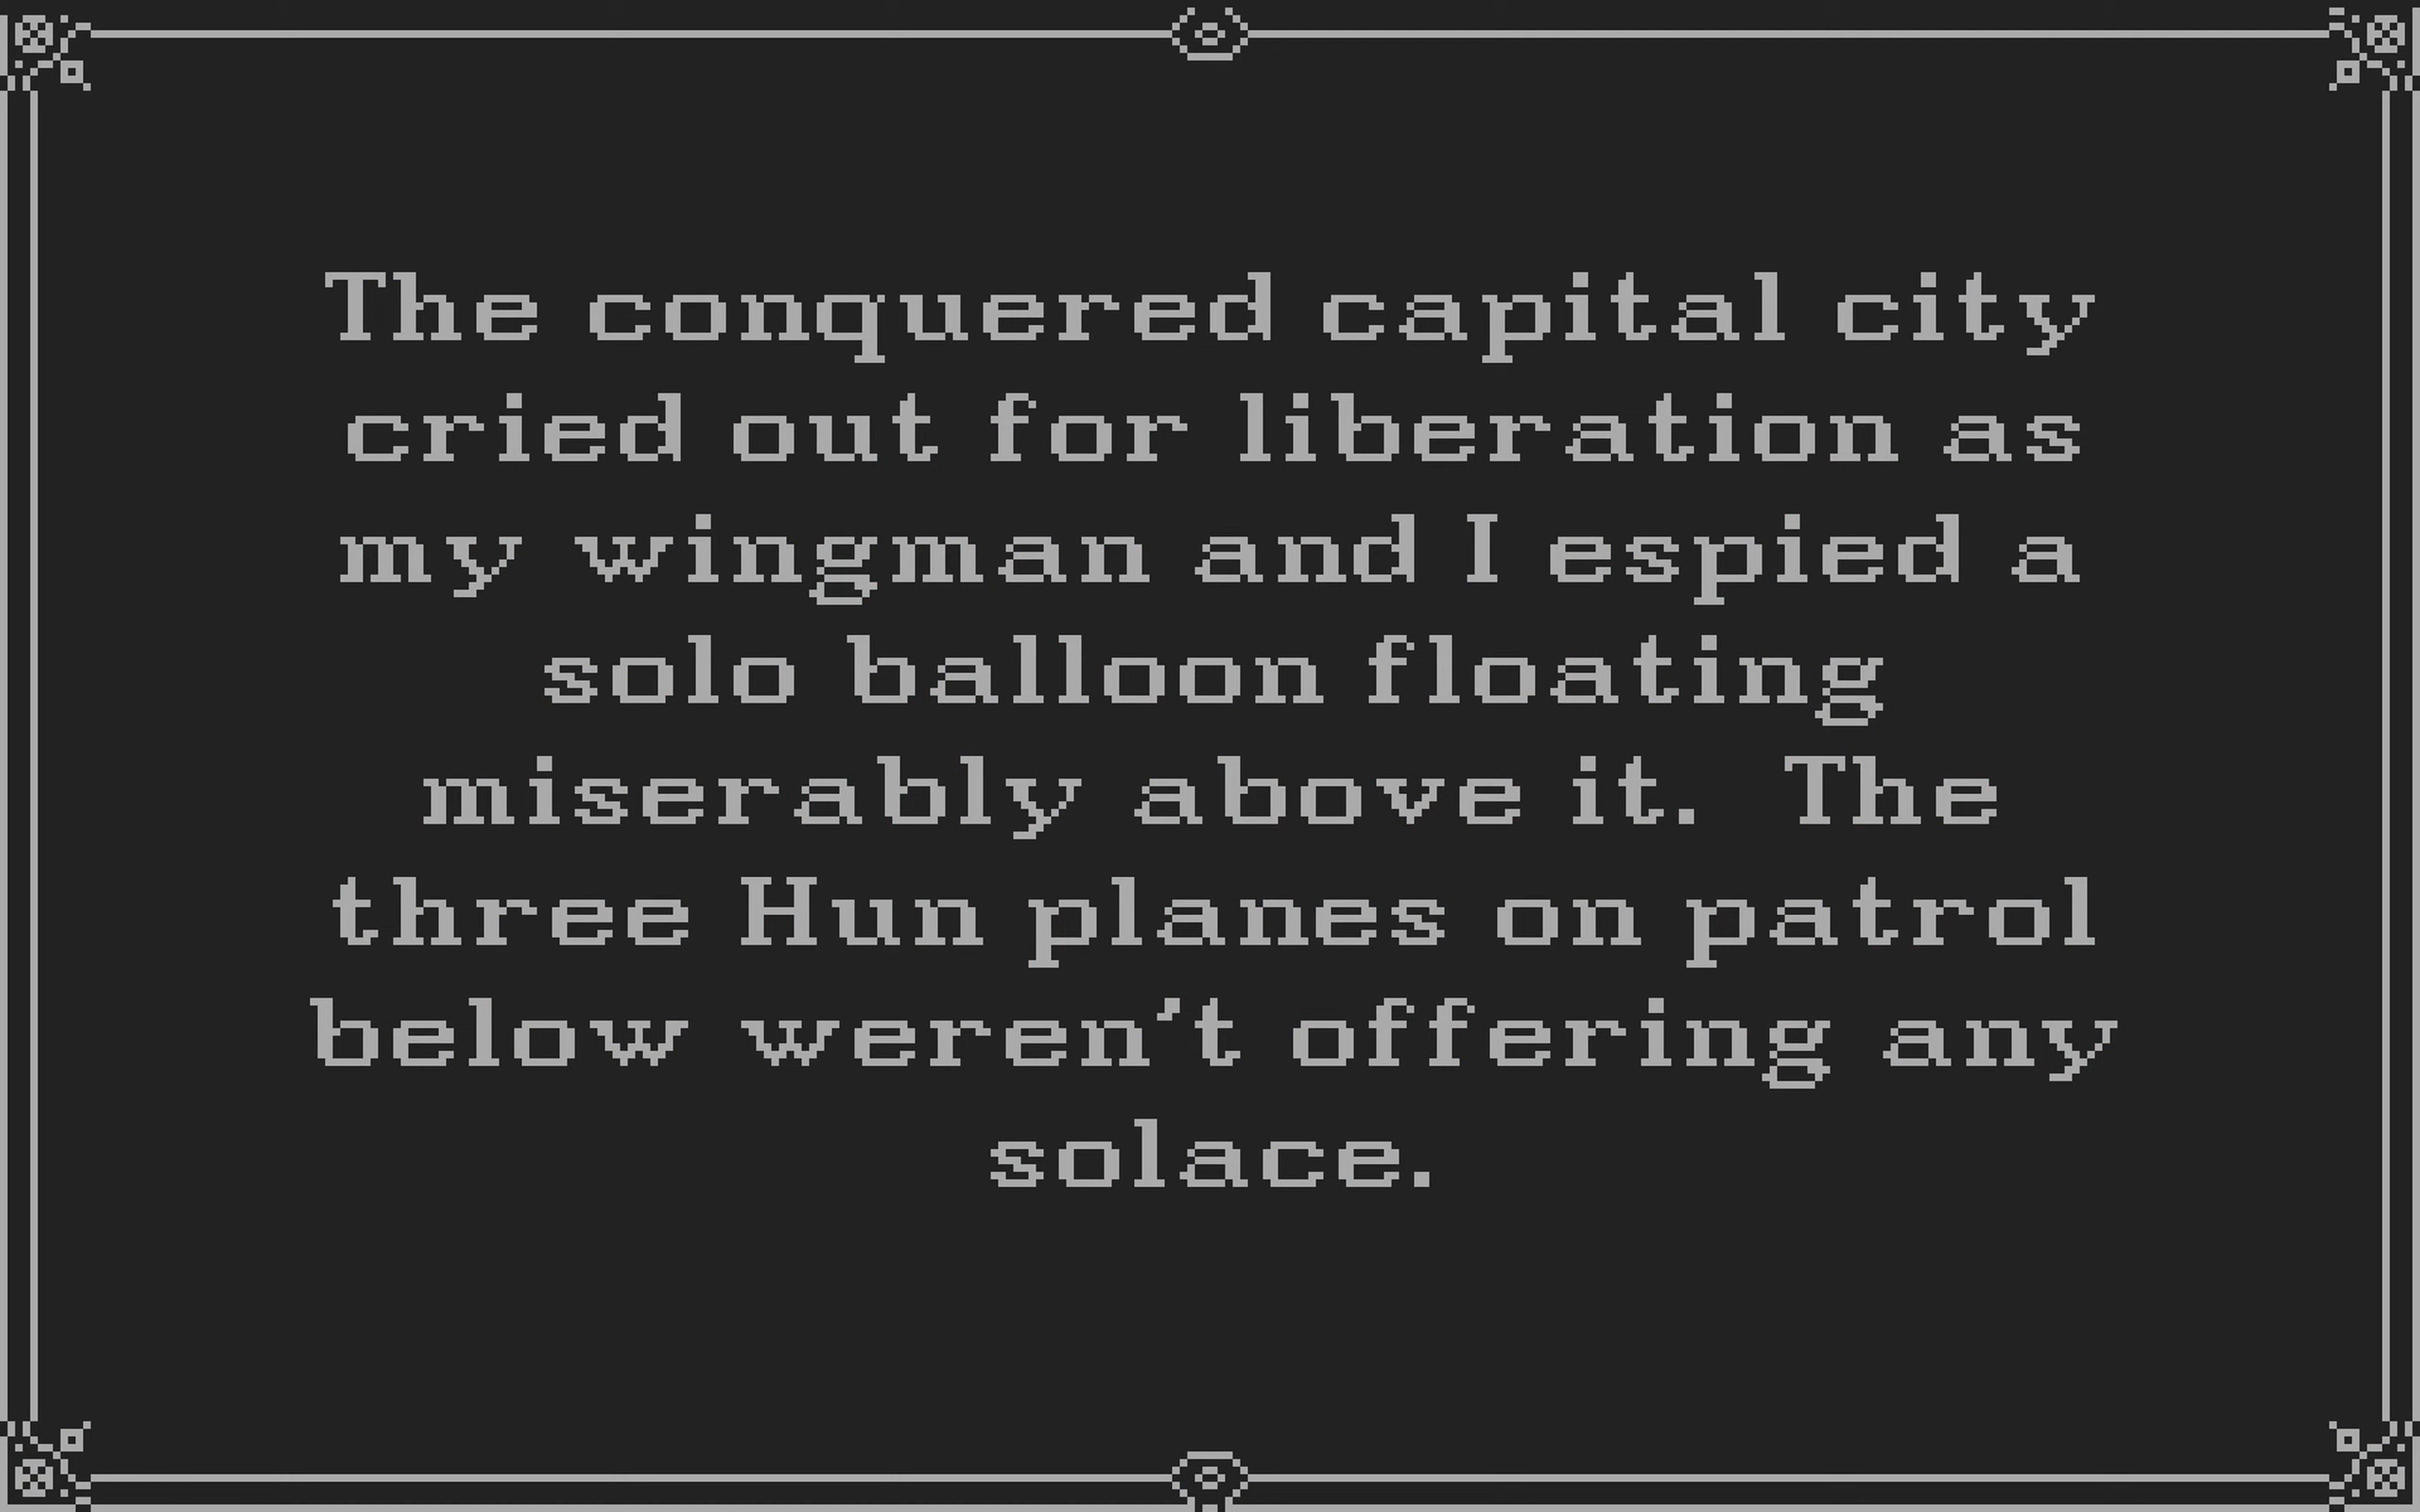 The conquered capital city
cried out for liberation as
my wingman and I espied a
solo balloon floating
miserably above it.  The
three Hun planes on patrol
below weren't offering any
solace.